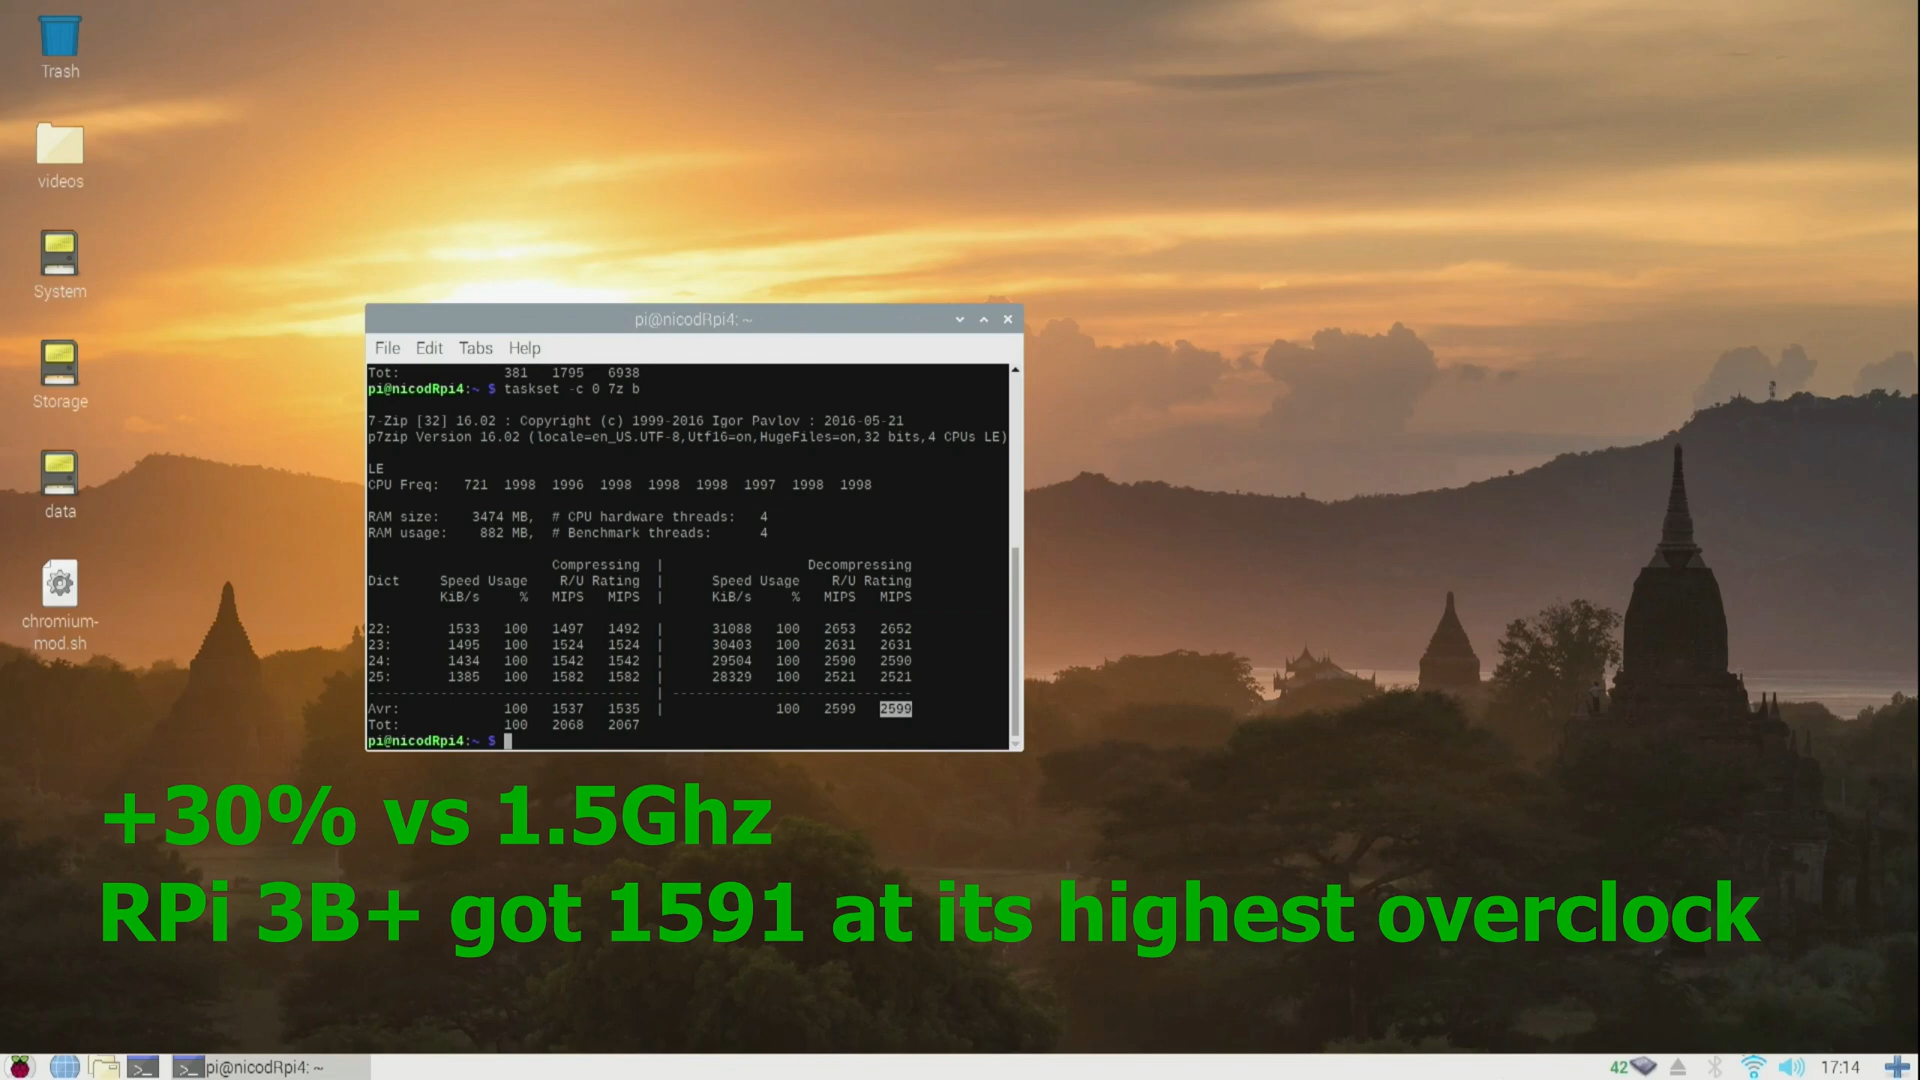 Trash
videos
System
Storage
data
chromium-
mod.sh
pi@nicodRpi4: ~
File Edit Tabs Help
Tot: 381 1795 6938
pi@nicodRpi4:~ $ taskset -c 0 7z b
7-Zip [32] 16.02 : Copyright (c) 1999-2016 Igor Pavlov : 2016-05-21
p7zip Version 16.02 (locale=en_US.UTF-8,Utf16=on,HugeFiles=on,32 bits,4 CPUs LE)
LE
CPU Freq: 721 1998 1996 1998 1998 1998 1997 1998 1998
RAM size: 3474 MB, # CPU hardware threads: 4
RAM usage: 882 MB, # Benchmark threads: 4
Compressing | Decompressing
Dict Speed Usage R/U Rating | Speed Usage R/U Rating
KiB/s % MIPS MIPS | KiB/s % MIPS MIPS
22: 1533 100 1497 1492 | 31088 100 2653 2652
23: 1495 100 1524 1524 | 30403 100 2631 2631
24: 1434 100 1542 1542 | 29504 100 2590 2590
25: 1385 100 1582 1582 | 28329 100 2521 2521
---------------------------------- | ------------------------------
Avr: 100 1537 1535 | 100 2599 2599
Tot: 100 2068 2067
pi@nicodRpi4:~ $
+30% vs 1.5Ghz
RPi 3B+ got 1591 at its highest overclock
pi@nicodRpi4: ~
42
17:14